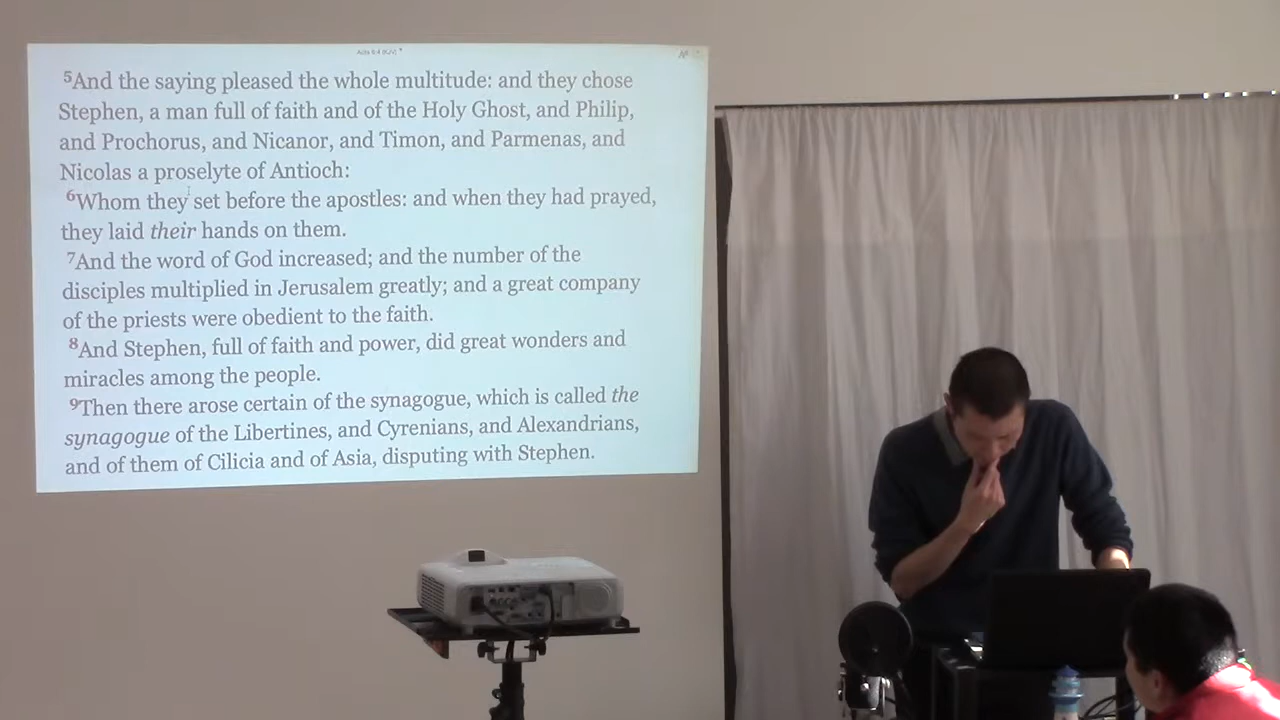 ⁵And the saying pleased the whole multitude: and they chose
Stephen, a man full of faith and of the Holy Ghost, and Philip,
and Prochorus, and Nicanor, and Timon, and Parmenas, and
Nicolas a proselyte of Antioch:
⁶Whom they set before the apostles: and when they had prayed,
they laid their hands on them.
⁷And the word of God increased; and the number of the
disciples multiplied in Jerusalem greatly; and a great company
of the priests were obedient to the faith.
⁸And Stephen, full of faith and power, did great wonders and
miracles among the people.
⁹Then there arose certain of the synagogue, which is called the
synagogue of the Libertines, and Cyrenians, and Alexandrians,
and of them of Cilicia and of Asia, disputing with Stephen.